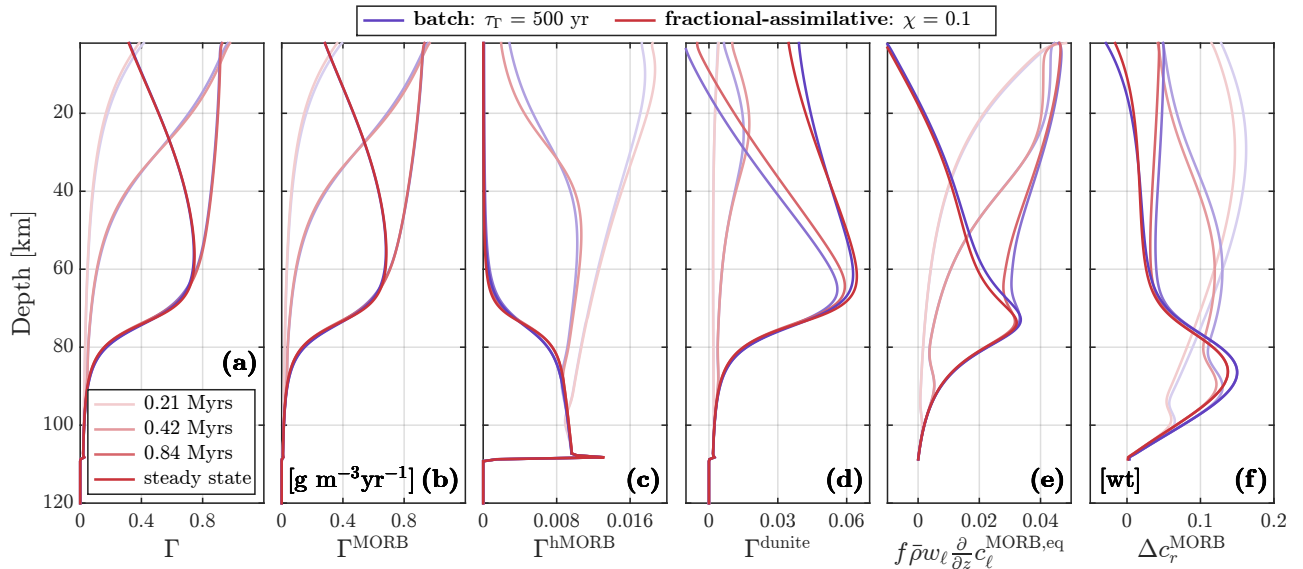 batch: τ_Γ = 500 yr fractional-assimilative: χ = 0.1
Depth [km]
20
40
60
80
100
120
0.21 Myrs
0.42 Myrs
0.84 Myrs
steady state
(a)
[g m⁻³yr⁻¹] (b)
(c)
(d)
(e)
[wt] (f)
0 0.4 0.8
0 0.4 0.8
0 0.008 0.016
0 0.03 0.06
0 0.02 0.04
0 0.1 0.2
Γ
Γ^MORB
Γ^hMORB
Γ^dunite
f ρ̄ w_ℓ ∂/∂z c_ℓ^MORB,eq
Δc_r^MORB